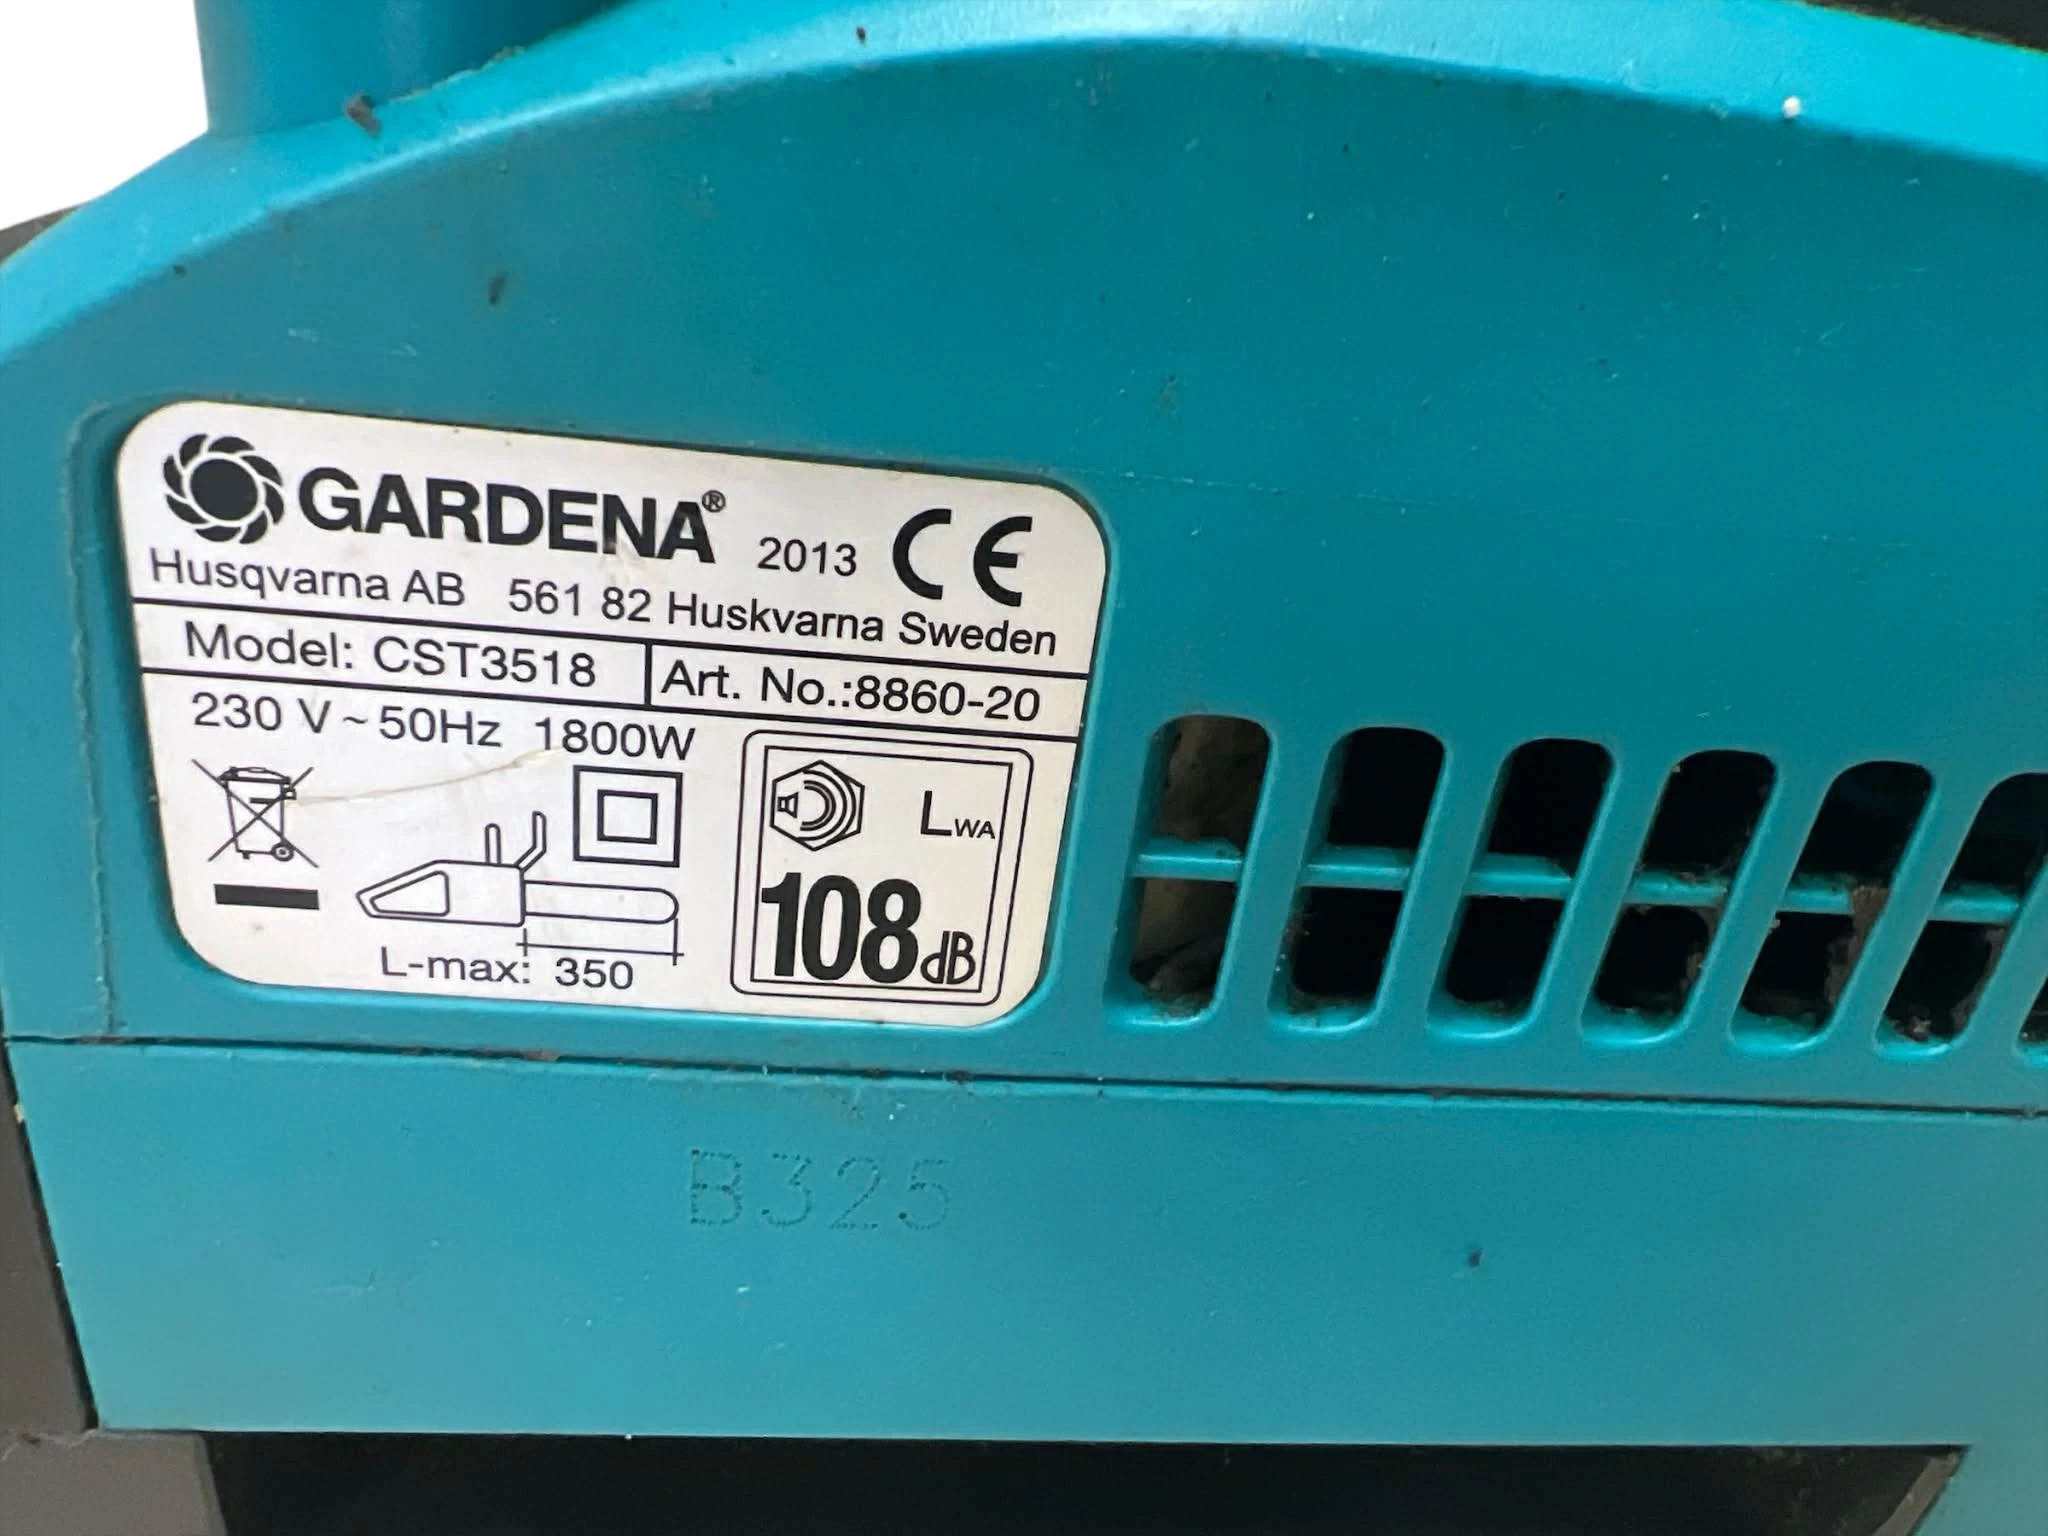 GARDENA® 2013 CE
Husqvarna AB 561 82 Huskvarna Sweden
Model: CST3518 Art. No.:8860-20
230 V ~ 50Hz 1800W
LWA
108dB
L-max: 350
B325